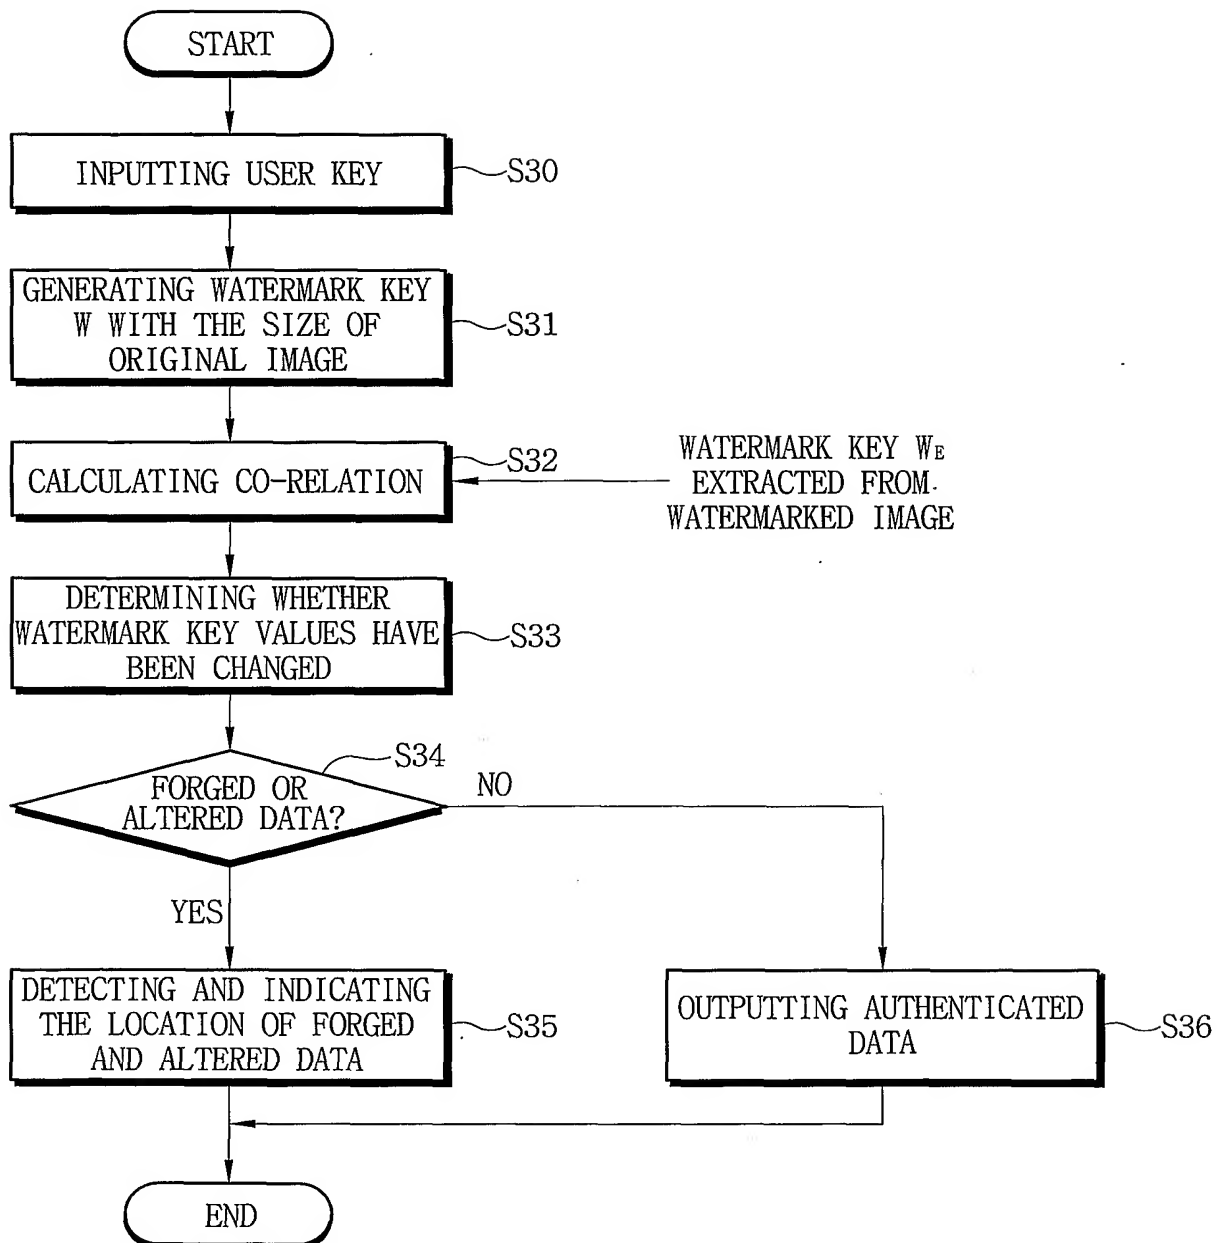 START
INPUTTING USER KEY
S30
GENERATING WATERMARK KEY
W WITH THE SIZE OF
ORIGINAL IMAGE
S31
CALCULATING CO-RELATION
S32
WATERMARK KEY WE
EXTRACTED FROM
WATERMARKED IMAGE
DETERMINING WHETHER
WATERMARK KEY VALUES HAVE
BEEN CHANGED
S33
FORGED OR
ALTERED DATA?
S34
NO
YES
DETECTING AND INDICATING
THE LOCATION OF FORGED
AND ALTERED DATA
S35
OUTPUTTING AUTHENTICATED
DATA
S36
END